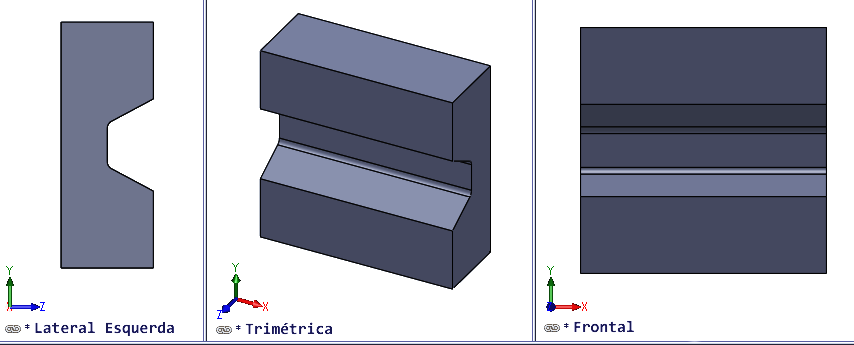 Y
X
Z
* Lateral Esquerda
Y
X
Z
* Trimétrica
Y
X
* Frontal